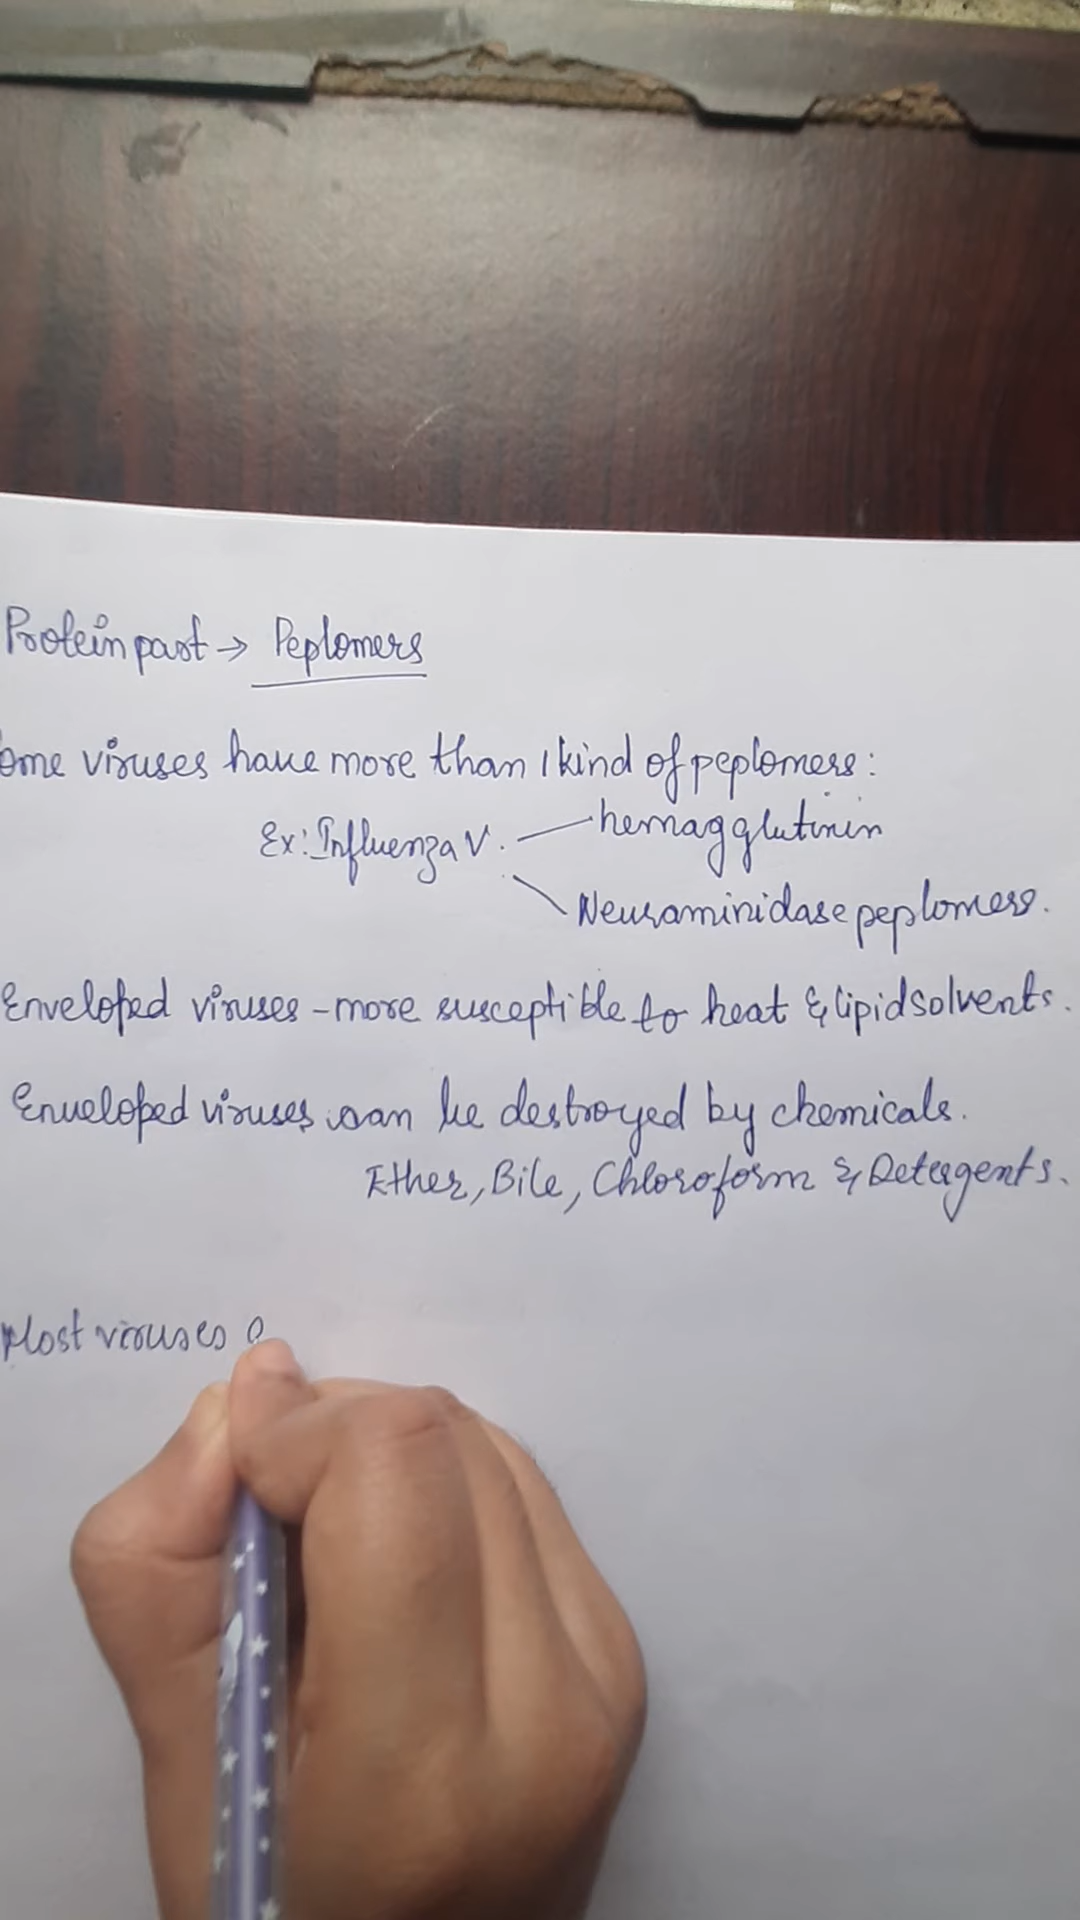 Protein part → Peplomers
ome viruses have more than 1 kind of peplomers :
Ex: Influenza V. hemagglutinin
Neuraminidase peplomers.
Enveloped viruses - more susceptible to heat & lipid solvents.
Enveloped viruses can be destroyed by chemicals.
Ether, Bile, Chloroform & Detergents.
Most viruses